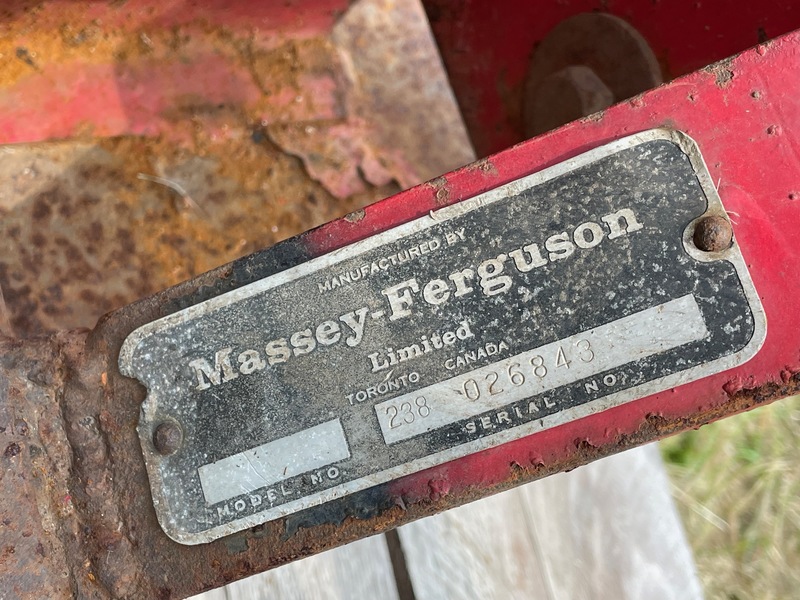 MANUFACTURED BY
Massey-Ferguson
Limited
TORONTO CANADA
238 026843
MODEL NO. SERIAL NO.